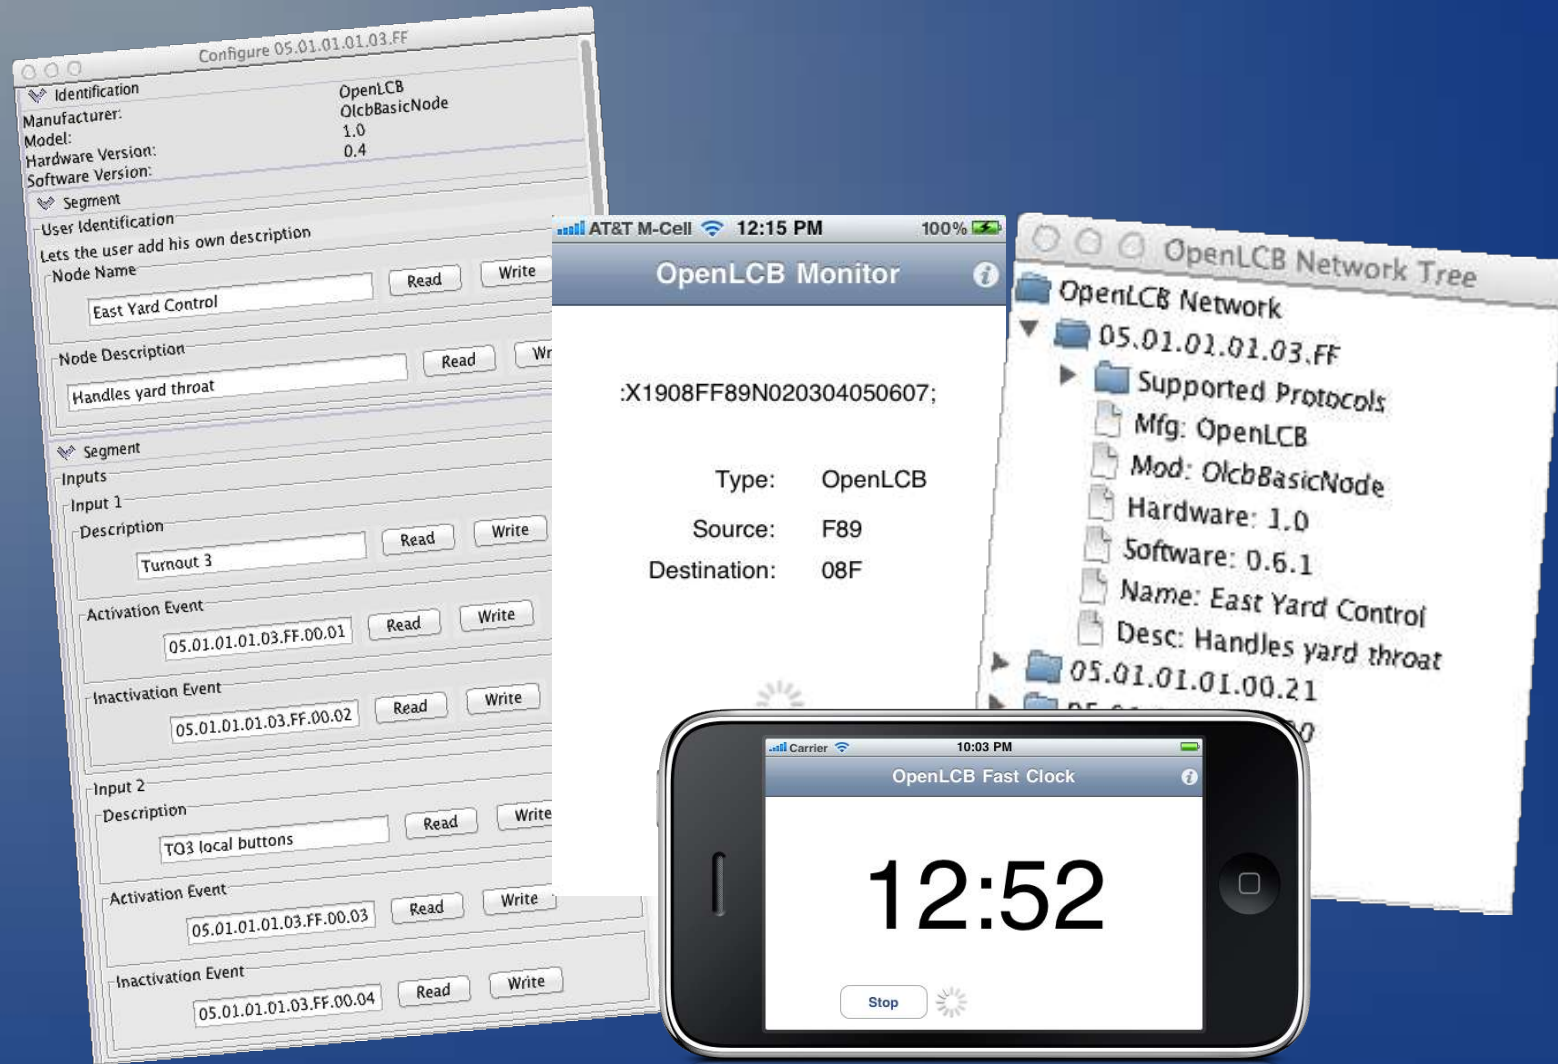 Configure 05.01.01.01.03.FF
Identification
Manufacturer: OpenLCB
Model: OlcbBasicNode
Hardware Version: 1.0
Software Version: 0.4
Segment
User Identification
Lets the user add his own description
Node Name
East Yard Control Read Write
Node Description
Handles yard throat Read Wr
Segment
Inputs
Input 1
Description
Turnout 3 Read Write
Activation Event
05.01.01.01.03.FF.00.01 Read Write
Inactivation Event
05.01.01.01.03.FF.00.02 Read Write
Input 2
Description
TO3 local buttons Read Write
Activation Event
05.01.01.01.03.FF.00.03 Read Write
Inactivation Event
05.01.01.01.03.FF.00.04 Read Write
AT&T M-Cell 12:15 PM 100%
OpenLCB Monitor
:X1908FF89N020304050607;
Type: OpenLCB
Source: F89
Destination: 08F
OpenLCB Network Tree
OpenLCB Network
05.01.01.01.03.FF
Supported Protocols
Mfg: OpenLCB
Mod: OlcbBasicNode
Hardware: 1.0
Software: 0.6.1
Name: East Yard Control
Desc: Handles yard throat
05.01.01.01.00.21
Carrier 10:03 PM
OpenLCB Fast Clock
12:52
Stop